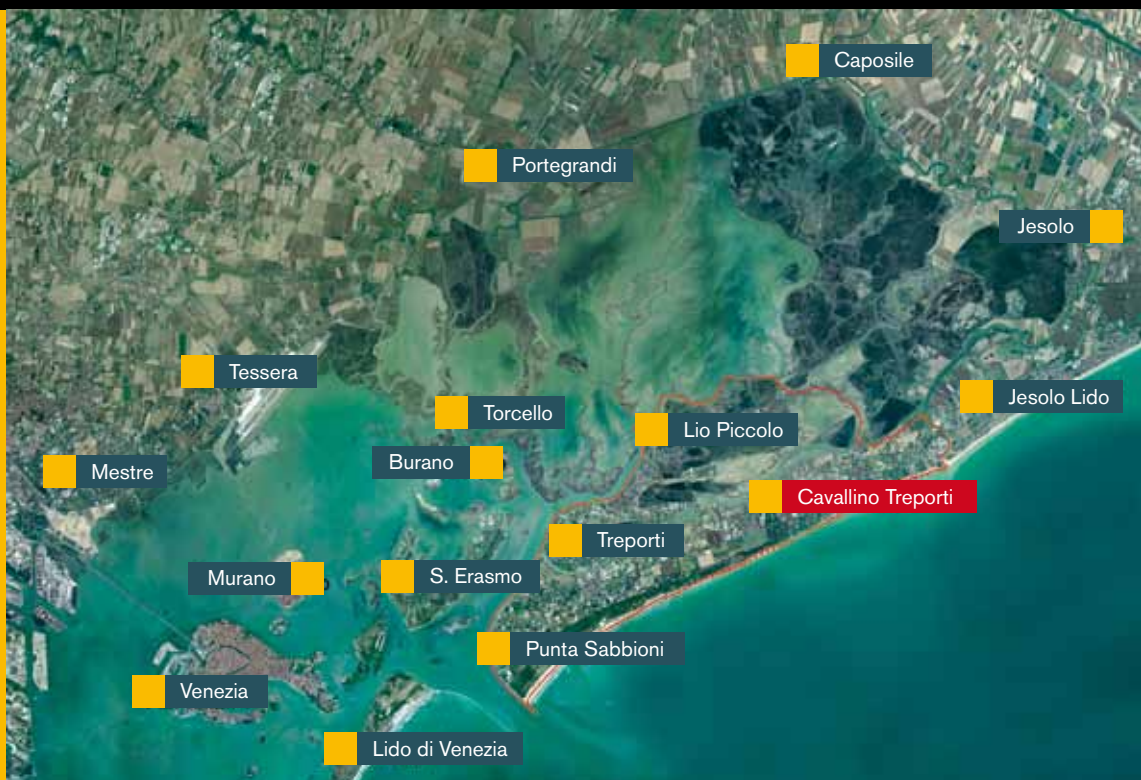 Caposile
Portegrandi
Jesolo
Tessera
Jesolo Lido
Torcello
Lio Piccolo
Burano
Mestre
Cavallino Treporti
Treporti
Murano
S. Erasmo
Punta Sabbioni
Venezia
Lido di Venezia